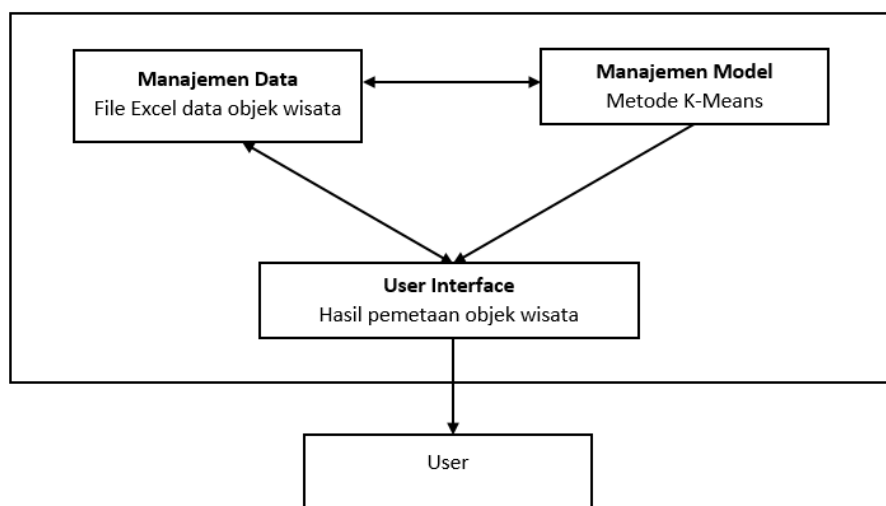 Manajemen Data
File Excel data objek wisata
Manajemen Model
Metode K-Means
User Interface
Hasil pemetaan objek wisata
User